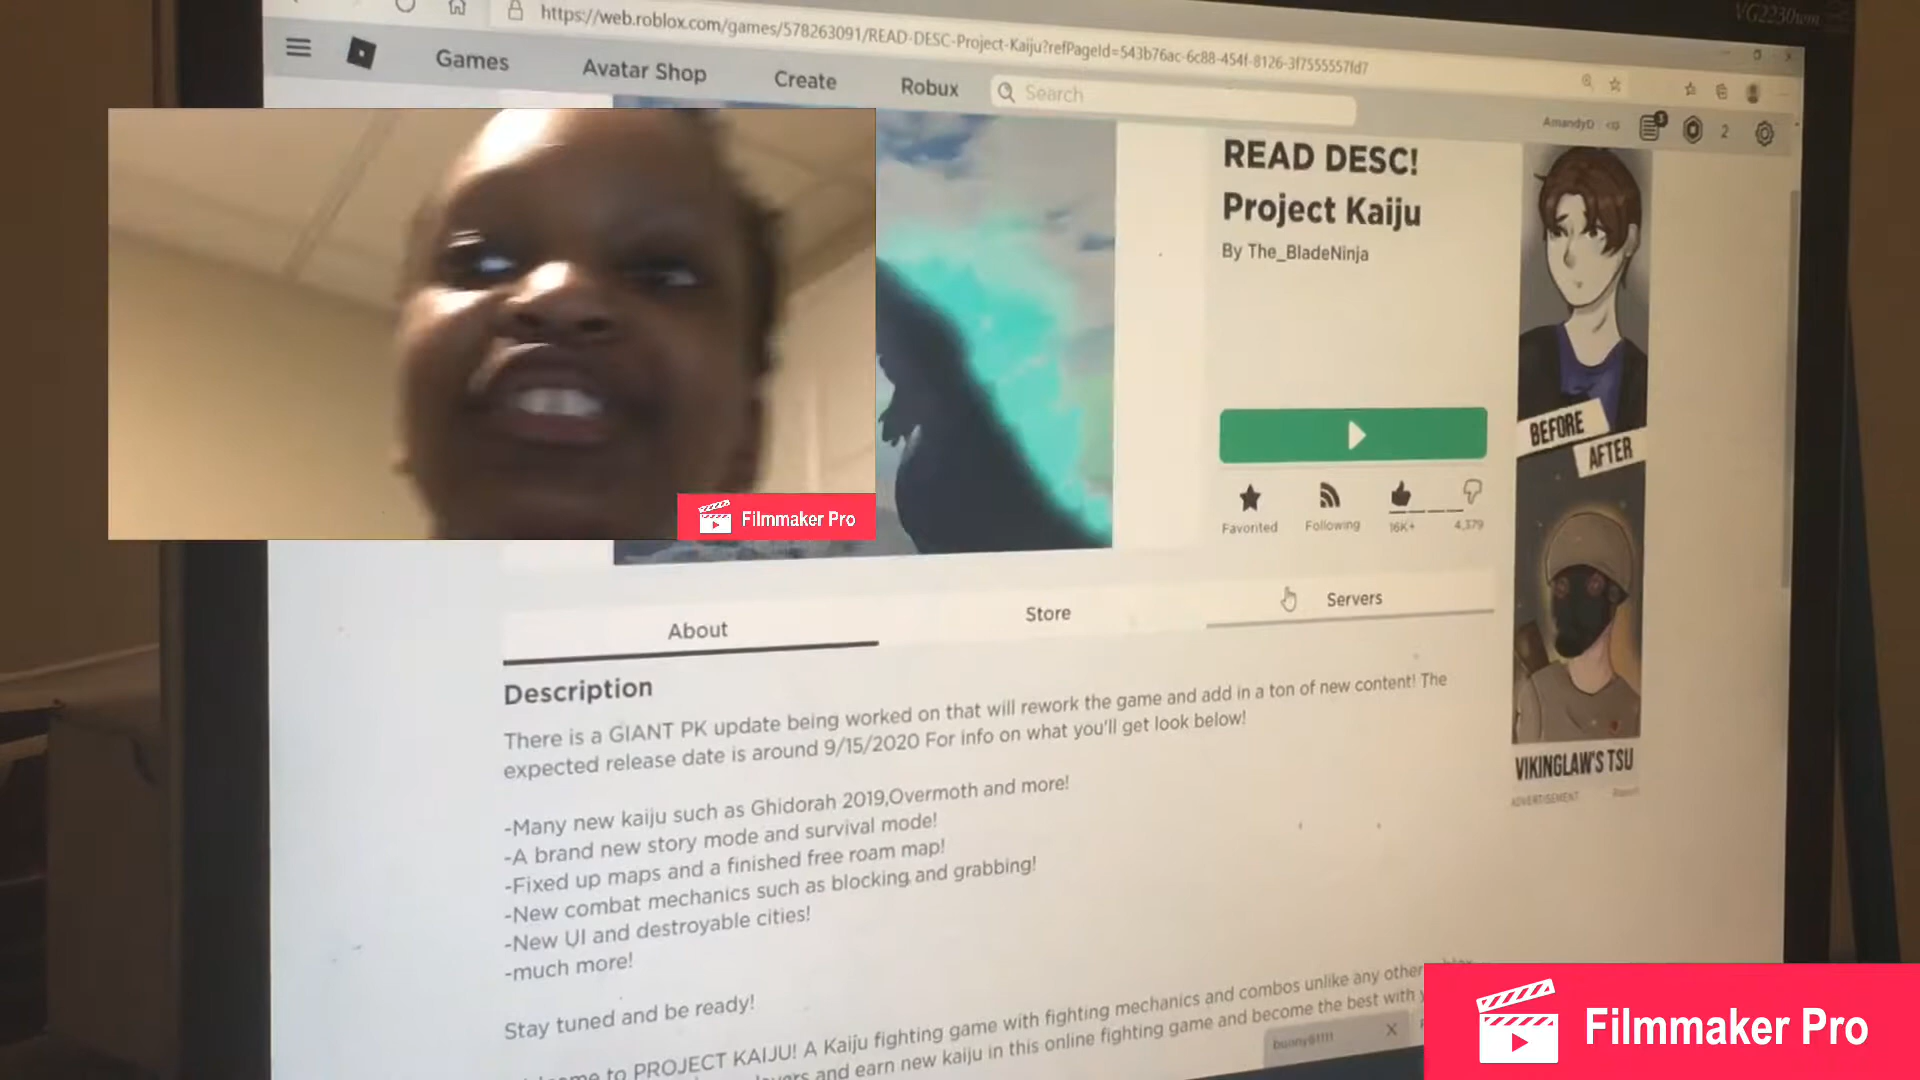 VG2230wm
https://web.roblox.com/games/578263091/READ-DESC-Project-Kaiju?refPageId=543b76ac-6c88-454f-8126-3f7555557fd7
Games
Avatar Shop
Create
Robux
Search
AmandyD
3
2
READ DESC!
Project Kaiju
By The_BladeNinja
Favorited
Following
16K+
4,379
BEFORE
AFTER
VIKINGLAW'S TSU
ADVERTISEMENT
Report
Filmmaker Pro
About
Store
Servers
Description
There is a GIANT PK update being worked on that will rework the game and add in a ton of new content! The
expected release date is around 9/15/2020 For info on what you'll get look below!
-Many new kaiju such as Ghidorah 2019,Overmoth and more!
-A brand new story mode and survival mode!
-Fixed up maps and a finished free roam map!
-New combat mechanics such as blocking and grabbing!
-New UI and destroyable cities!
-much more!
Stay tuned and be ready!
to PROJECT KAIJU! A Kaiju fighting game with fighting mechanics and combos unlike any other
and earn new kaiju in this online fighting game and become the best with
Filmmaker Pro